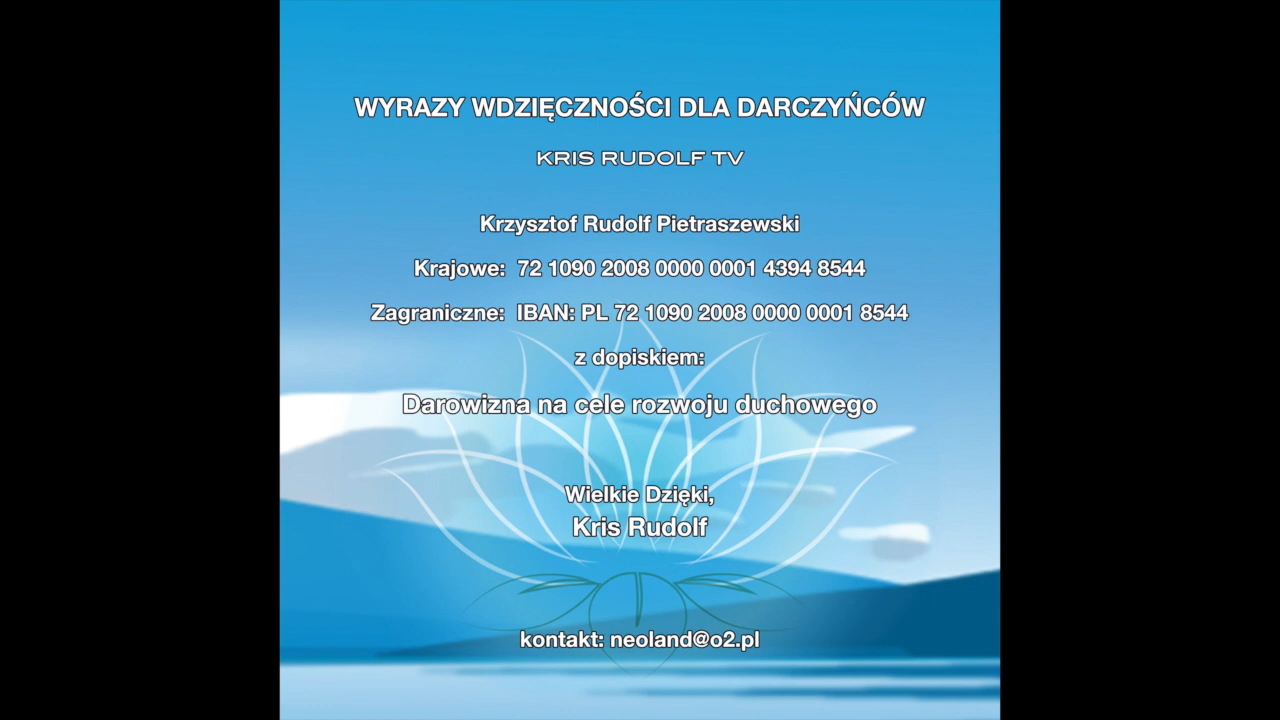 WYRAZY WDZIĘCZNOŚCI DLA DARCZYŃCÓW
KRIS RUDOLF TV
Krzysztof Rudolf Pietraszewski
Krajowe: 72 1090 2008 0000 0001 4394 8544
Zagraniczne: IBAN: PL 72 1090 2008 0000 0001 8544
z dopiskiem:
Darowizna na cele rozwoju duchowego
Wielkie Dzięki,
Kris Rudolf
kontakt: neoland@o2.pl